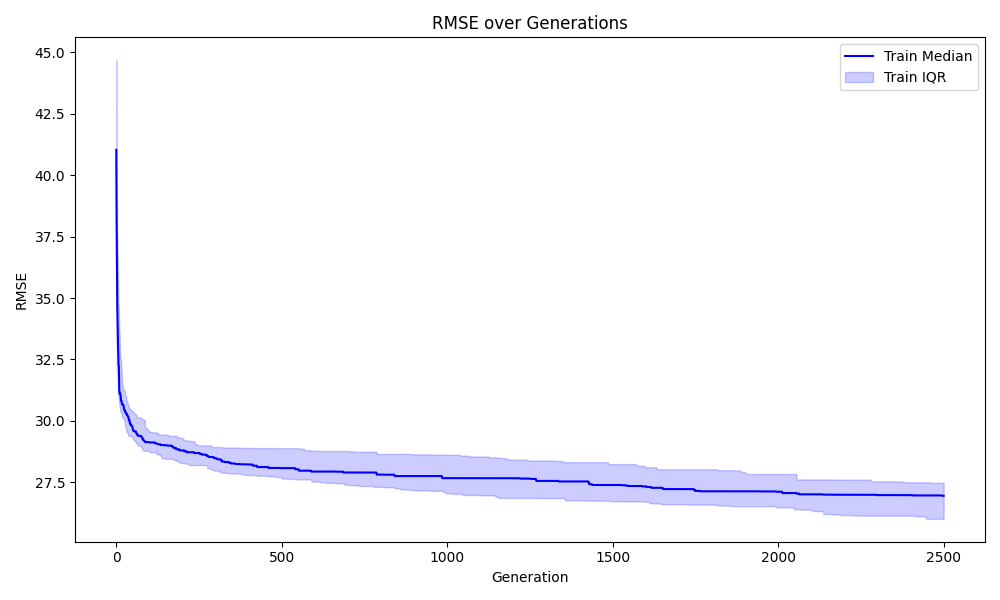 RMSE over Generations
Train Median
Train IQR
45.0
42.5
40.0
37.5
35.0
32.5
30.0
27.5
RMSE
0 500 1000 1500 2000 2500
Generation